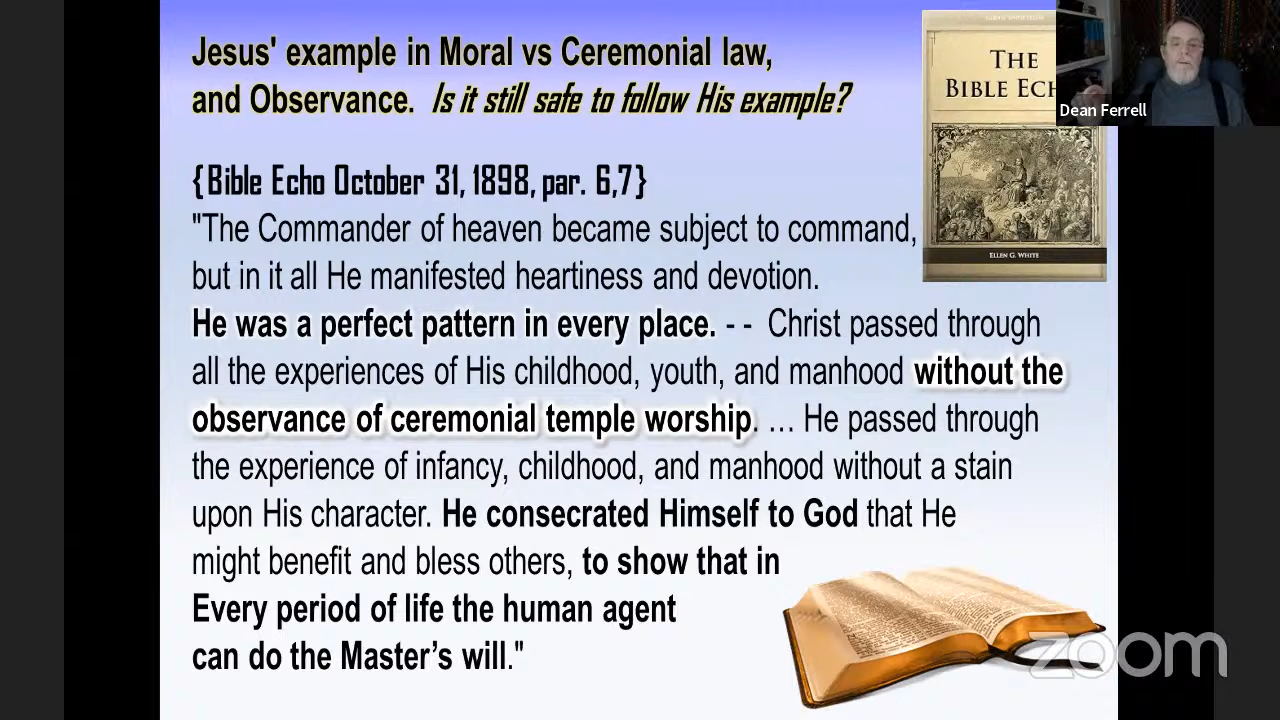 Jesus' example in Moral vs Ceremonial law,
and Observance. Is it still safe to follow His example?
{Bible Echo October 31, 1898, par. 6,7}
"The Commander of heaven became subject to command,
but in it all He manifested heartiness and devotion.
He was a perfect pattern in every place. - - Christ passed through
all the experiences of His childhood, youth, and manhood without the
observance of ceremonial temple worship. … He passed through
the experience of infancy, childhood, and manhood without a stain
upon His character. He consecrated Himself to God that He
might benefit and bless others, to show that in
Every period of life the human agent
can do the Master’s will."
THE
BIBLE ECH
ELLEN G. WHITE
Dean Ferrell
zoom